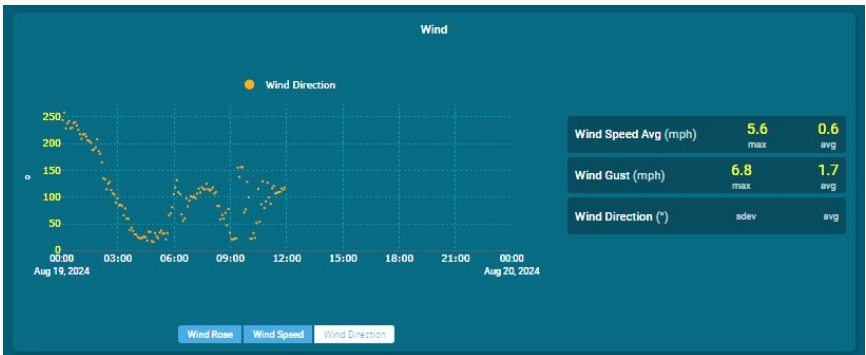 Wind
Wind Direction
250
200
150
100
50
0
°
00:00 03:00 06:00 09:00 12:00 15:00 18:00 21:00 00:00
Aug 19, 2024 Aug 20, 2024
Wind Speed Avg (mph) 5.6 0.6
max avg
Wind Gust (mph) 6.8 1.7
max avg
Wind Direction (°) sdev avg
Wind Rose Wind Speed Wind Direction